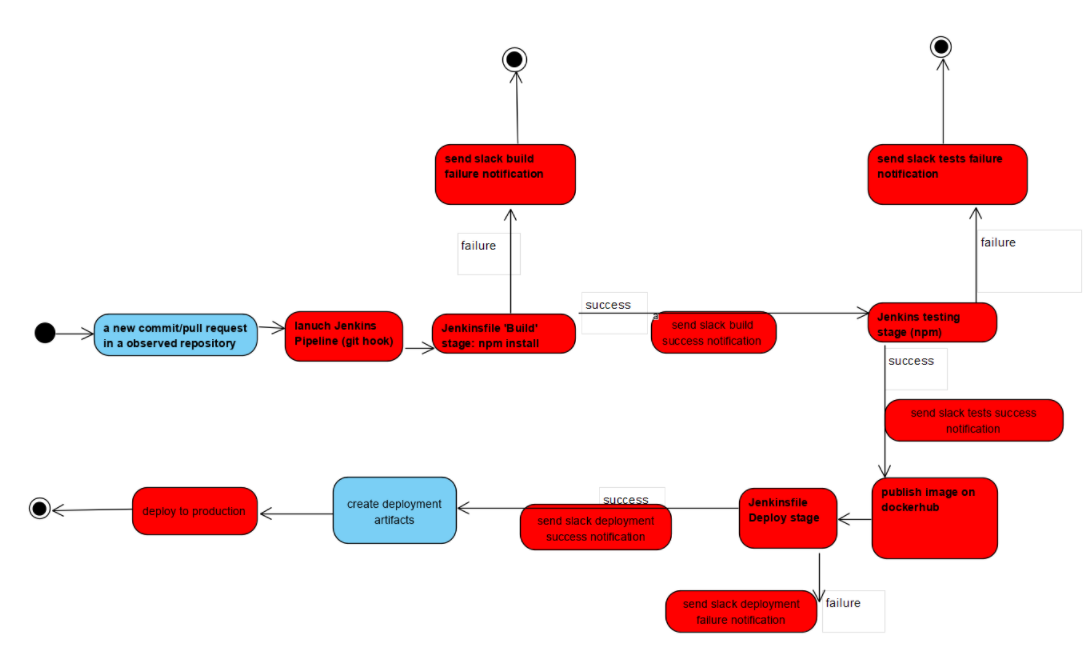 send slack build
failure notification
send slack tests failure
notification
failure
failure
a new commit/pull request
in a observed repository
lanuch Jenkins
Pipeline (git hook)
Jenkinsfile 'Build'
stage: npm install
success
send slack build
success notification
Jenkins testing
stage (npm)
success
send slack tests success
notification
deploy to production
create deployment
artifacts
success
send slack deployment
success notification
Jenkinsfile
Deploy stage
publish image on
dockerhub
send slack deployment
failure notification
failure